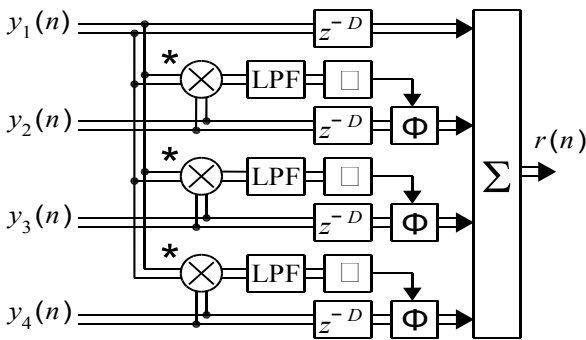 y₁(n)
z⁻ᴰ
*
LPF
□
y₂(n)
z⁻ᴰ
Φ
*
LPF
□
r(n)
Σ
y₃(n)
z⁻ᴰ
Φ
*
LPF
□
y₄(n)
z⁻ᴰ
Φ